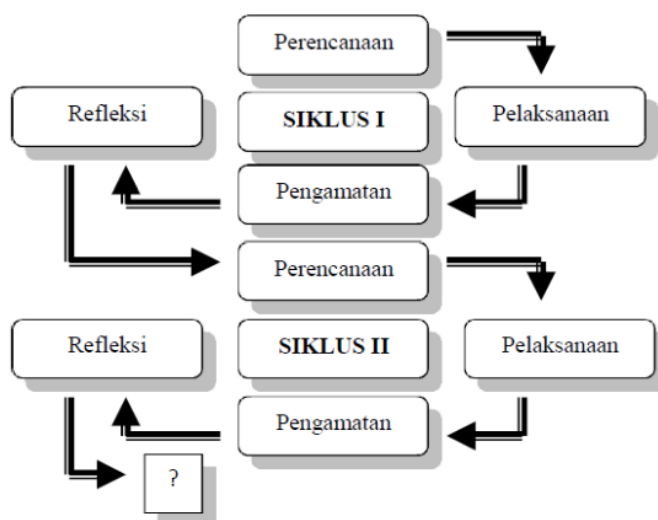 Perencanaan
Refleksi
SIKLUS I
Pelaksanaan
Pengamatan
Perencanaan
Refleksi
SIKLUS II
Pelaksanaan
Pengamatan
?